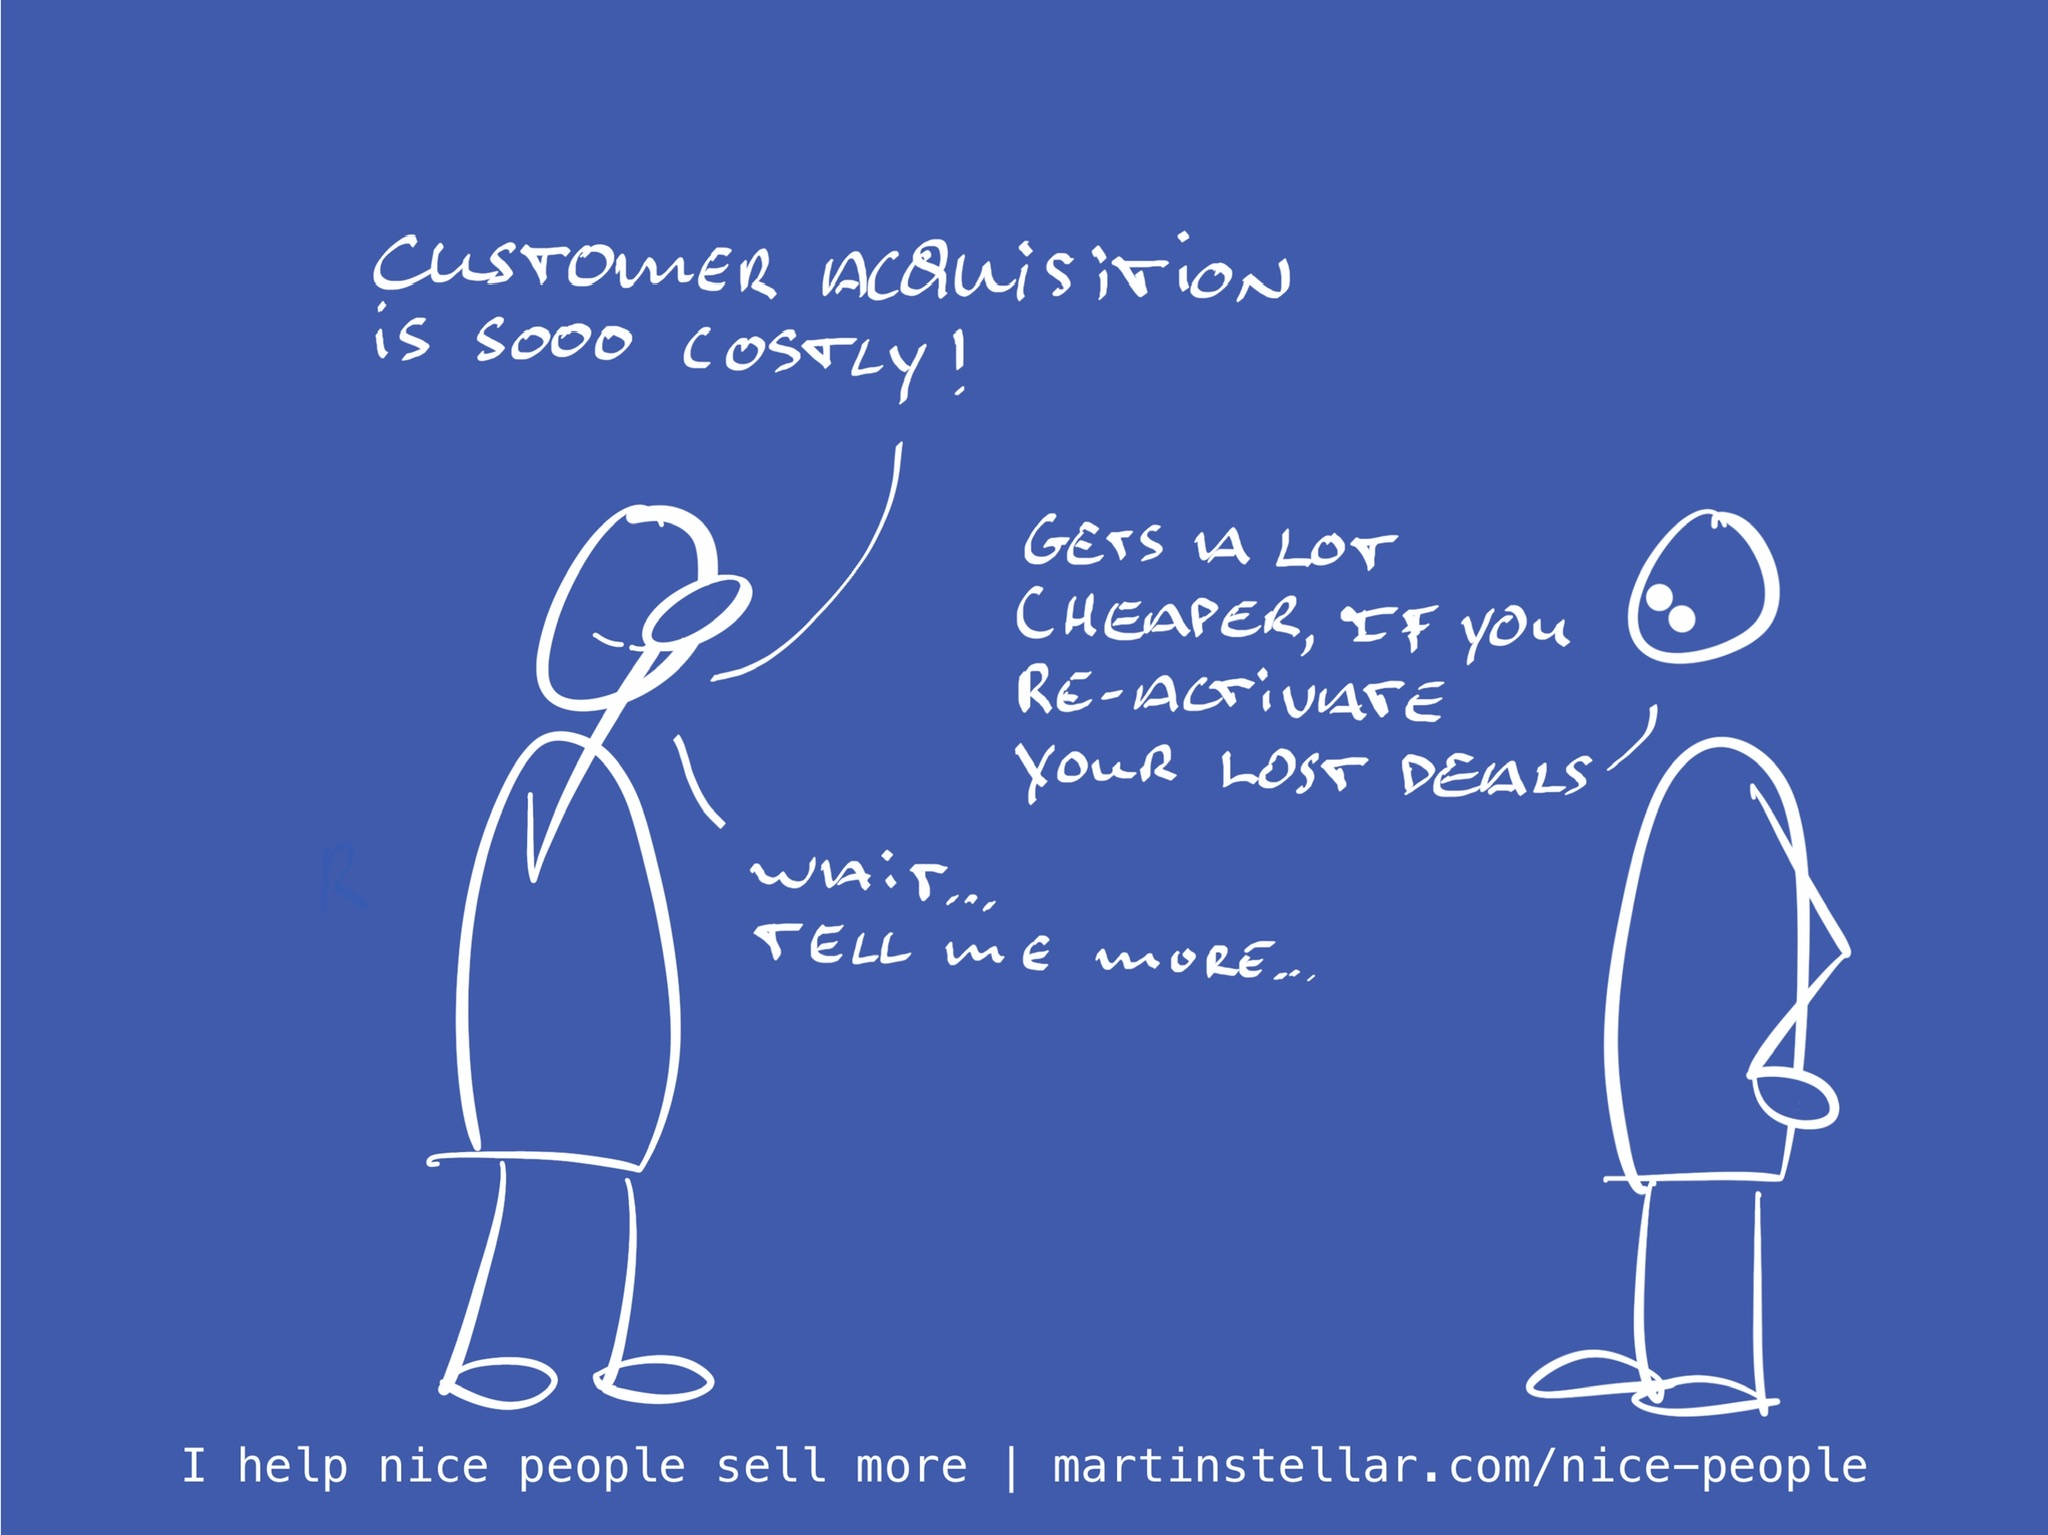 CUSTOMER ACQUISITION
IS SOOO COSTLY!
GETS A LOT
CHEAPER, IF YOU
RE-ACTIVATE
YOUR LOST DEALS
WAIT...
TELL ME MORE...
R
I help nice people sell more | martinstellar.com/nice-people